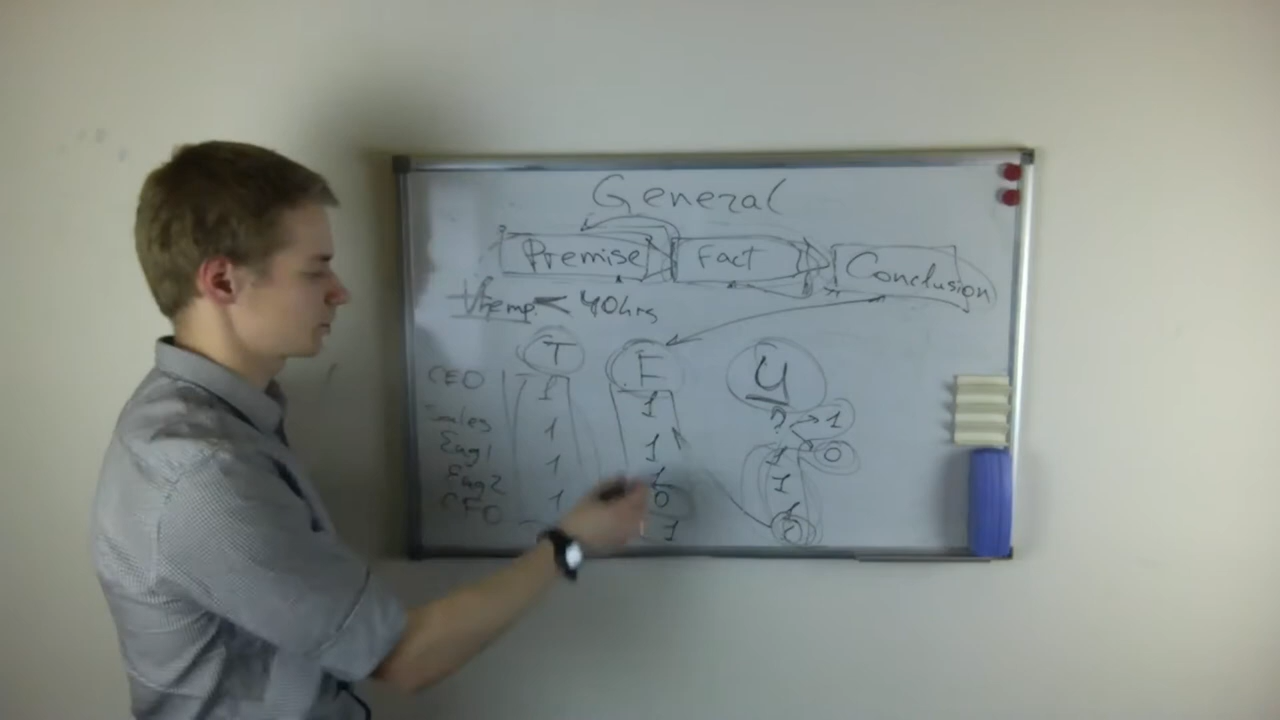 General
Premise Fact Conclusion
∀ emp. < 40hrs
T F U
CEO 1 1 ? 1
Sales 1 1 1 0
Eng1 1 1 1
Eng2 1 0 1
CFO 1